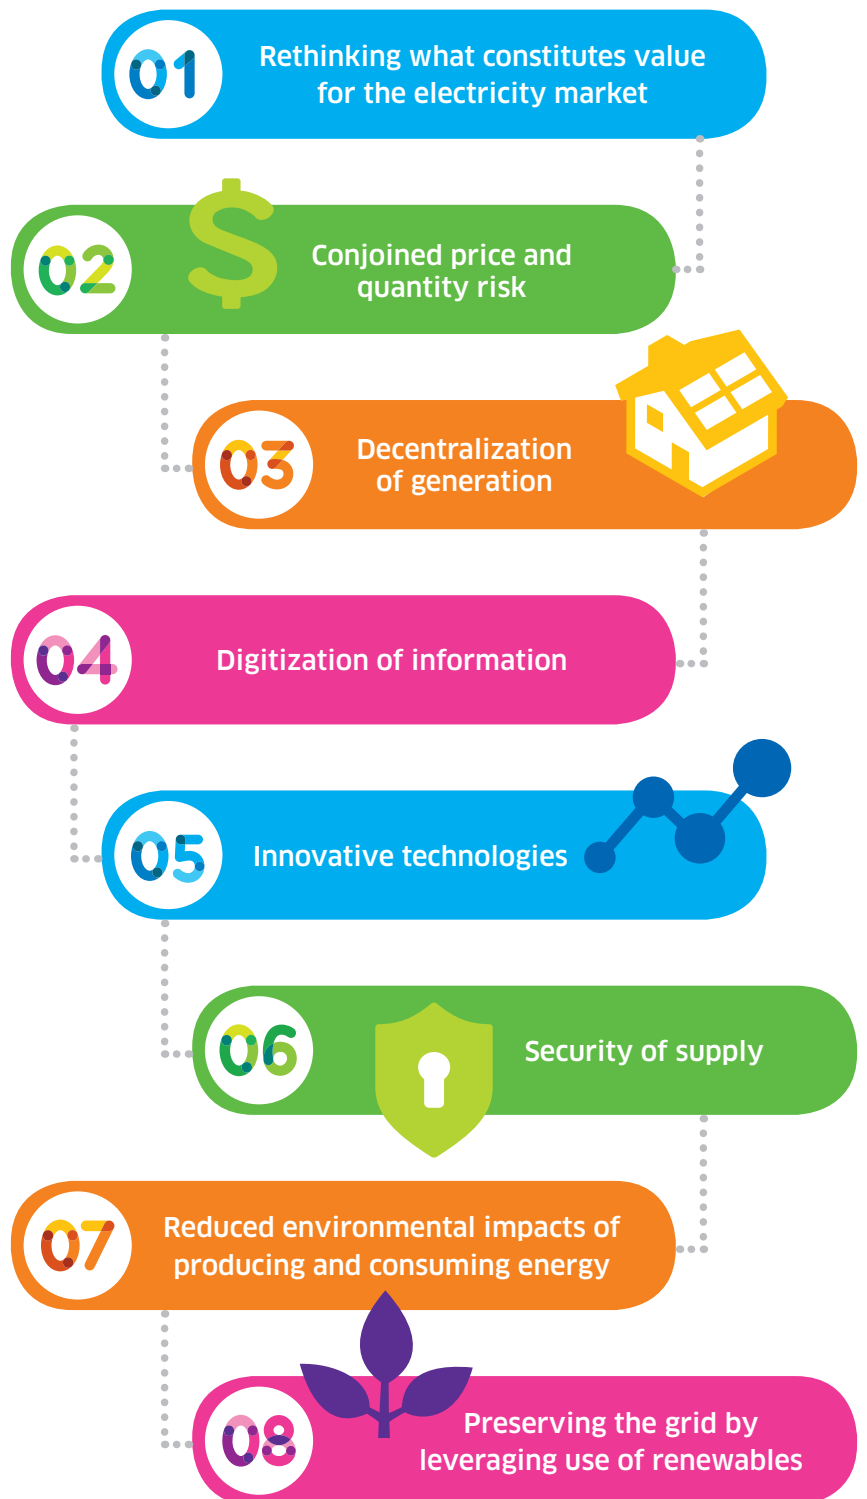 01
Rethinking what constitutes value
for the electricity market
02
$
Conjoined price and
quantity risk
03
Decentralization
of generation
04
Digitization of information
05
Innovative technologies
06
Security of supply
07
Reduced environmental impacts of
producing and consuming energy
08
Preserving the grid by
leveraging use of renewables